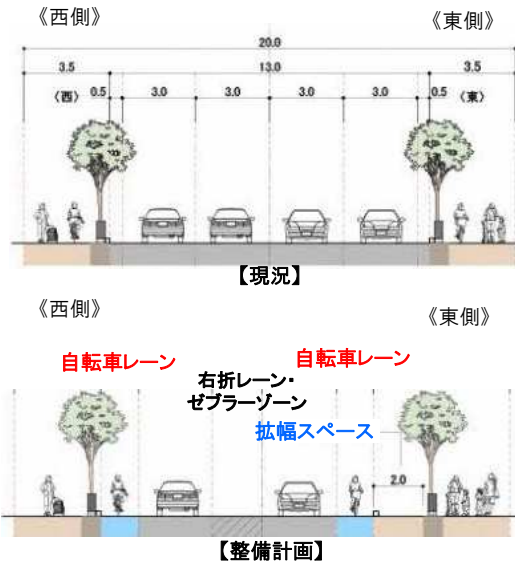 《西側》 《東側》
20.0
3.5 13.0 3.5
〈西〉 0.5 3.0 3.0 3.0 3.0 0.5 〈東〉
【現況】
《西側》 《東側》
自転車レーン 自転車レーン
右折レーン・
ゼブラゾーン
拡幅スペース
2.0
【整備計画】